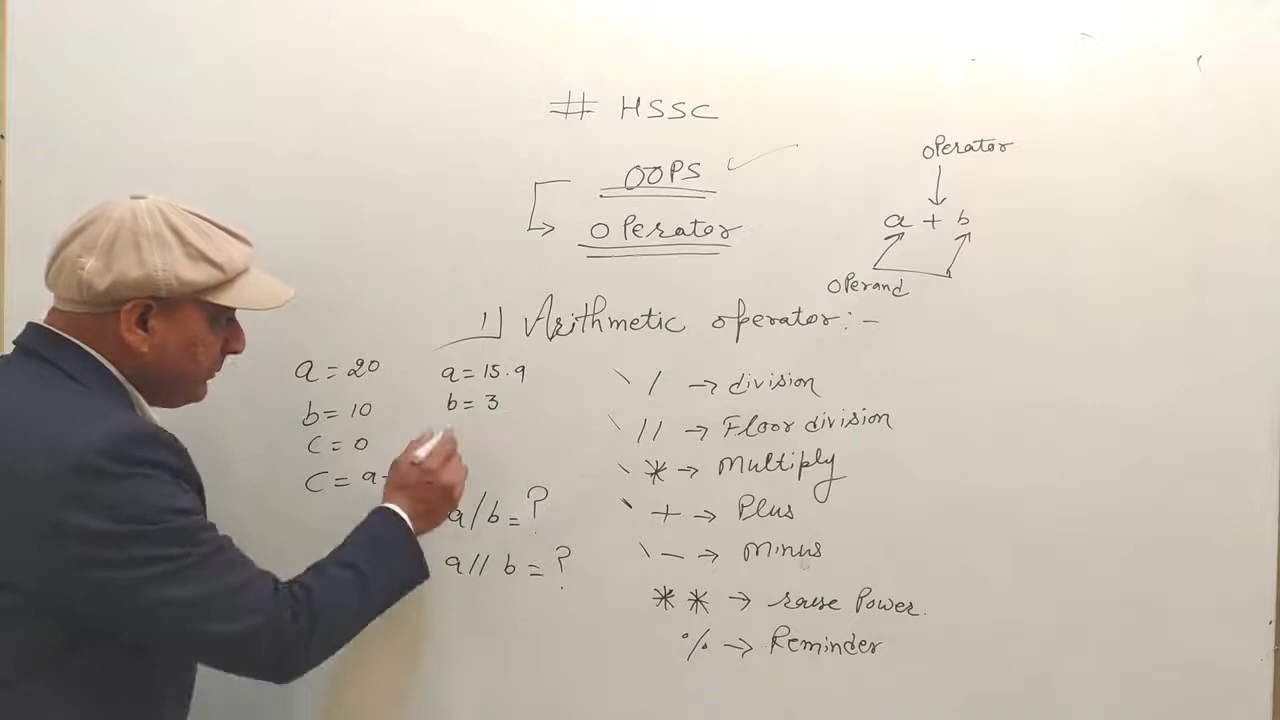 # HSSC
OOPS
operator
operator
a + b
operand
1] Arithmetic operator:-
a = 20
b = 10
c = 0
c = a
a = 15.9
b = 3
a/b = ?
a// b = ?
/ → division
// → Floor division
* → Multiply
+ → Plus
- → Minus
** → raise Power.
% → Reminder